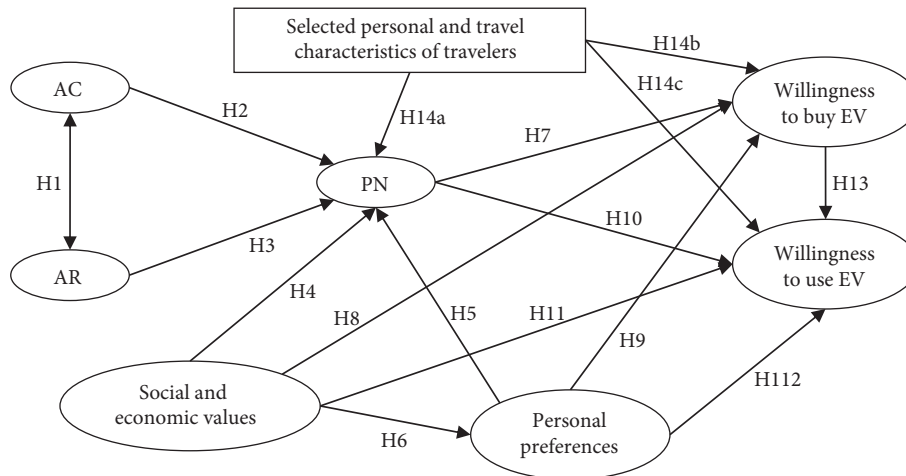 Selected personal and travel
characteristics of travelers
H14b
AC
H2
H14c
Willingness
to buy EV
H14a
H7
H1
PN
H13
H3
H10
AR
Willingness
to use EV
H4
H8
H5
H11
H9
Social and
economic values
H112
H6
Personal
preferences